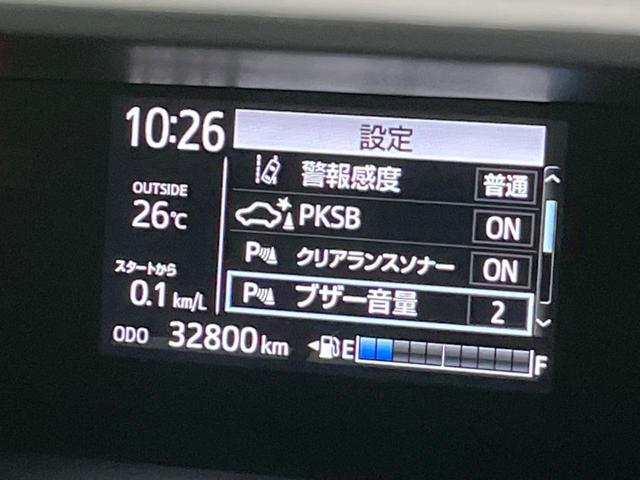 10:26
設定
警報感度 普通
OUTSIDE
26℃
PKSB ON
クリアランスソナー ON
スタートから
0.1 km/L
P ブザー音量 2
ODO 32800 km
E F